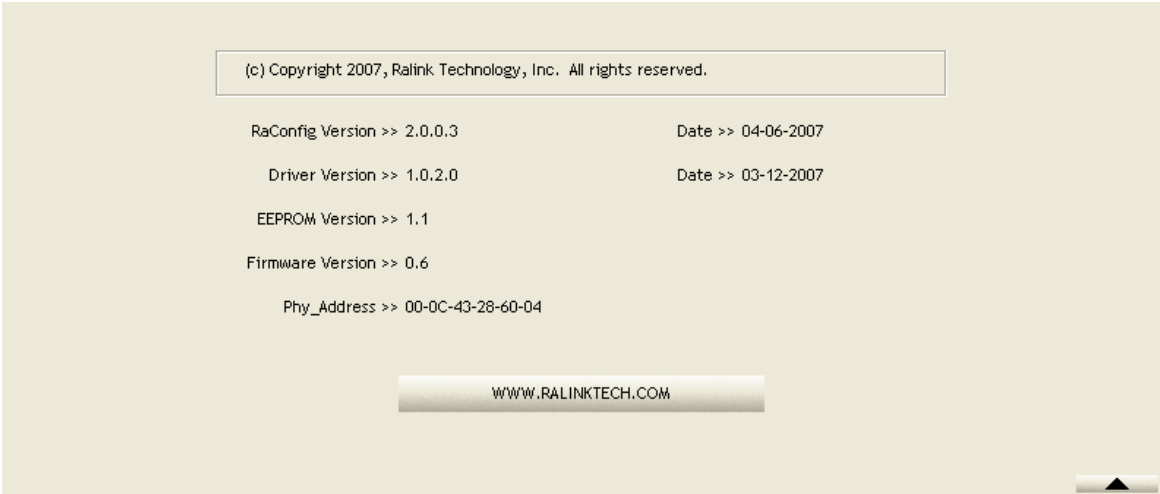 (c) Copyright 2007, Ralink Technology, Inc.  All rights reserved.
RaConfig Version >> 2.0.0.3 Date >> 04-06-2007
Driver Version >> 1.0.2.0 Date >> 03-12-2007
EEPROM Version >> 1.1
Firmware Version >> 0.6
Phy_Address >> 00-0C-43-28-60-04
WWW.RALINKTECH.COM